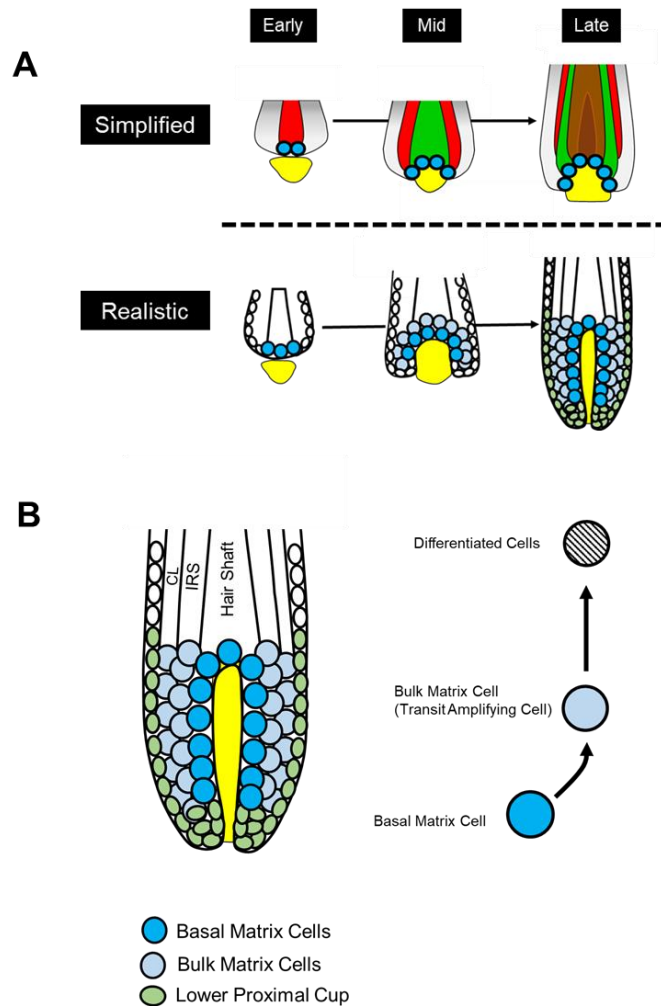 Early
Mid
Late
A
Simplified
Realistic
B
CL
IRS
Hair Shaft
Differentiated Cells
Bulk Matrix Cell
(Transit Amplifying Cell)
Basal Matrix Cell
Basal Matrix Cells
Bulk Matrix Cells
Lower Proximal Cup